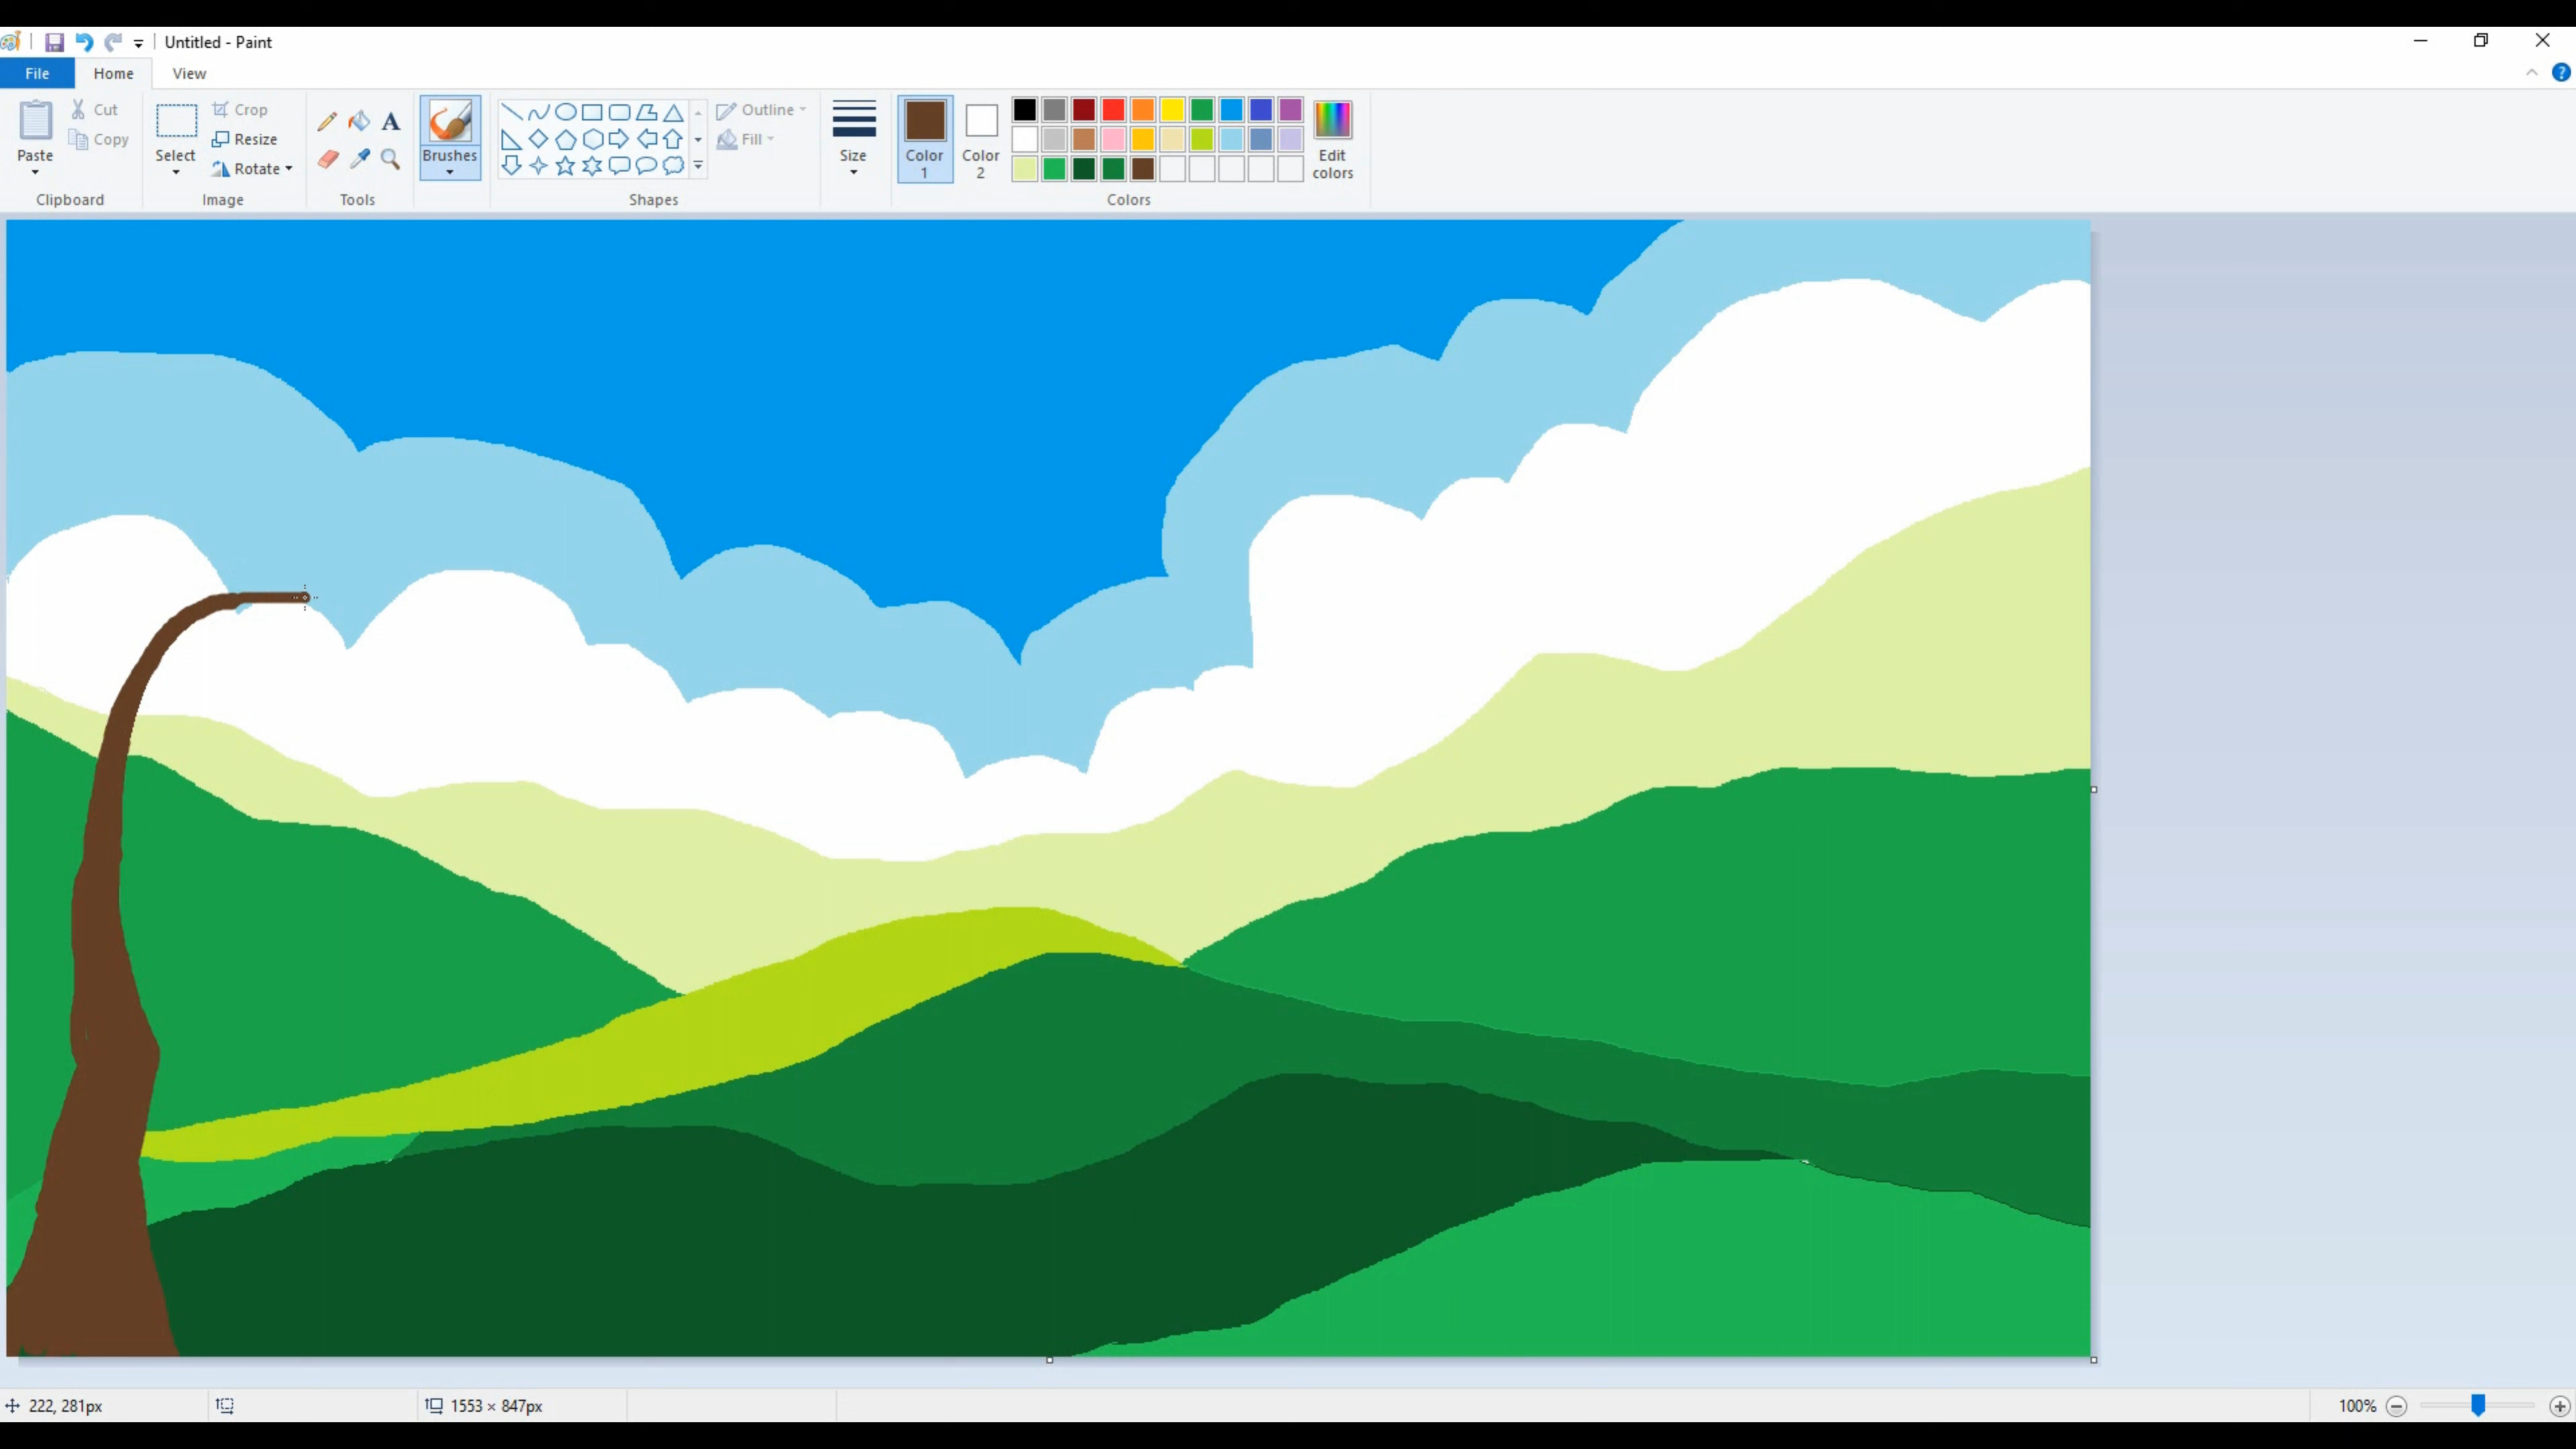 Untitled - Paint
File Home View
Paste Cut Copy Select Crop Resize Rotate A Brushes Outline Fill Size Color 1 Color 2 Edit colors
Clipboard Image Tools Shapes Colors
222, 281px 1553 × 847px 100%